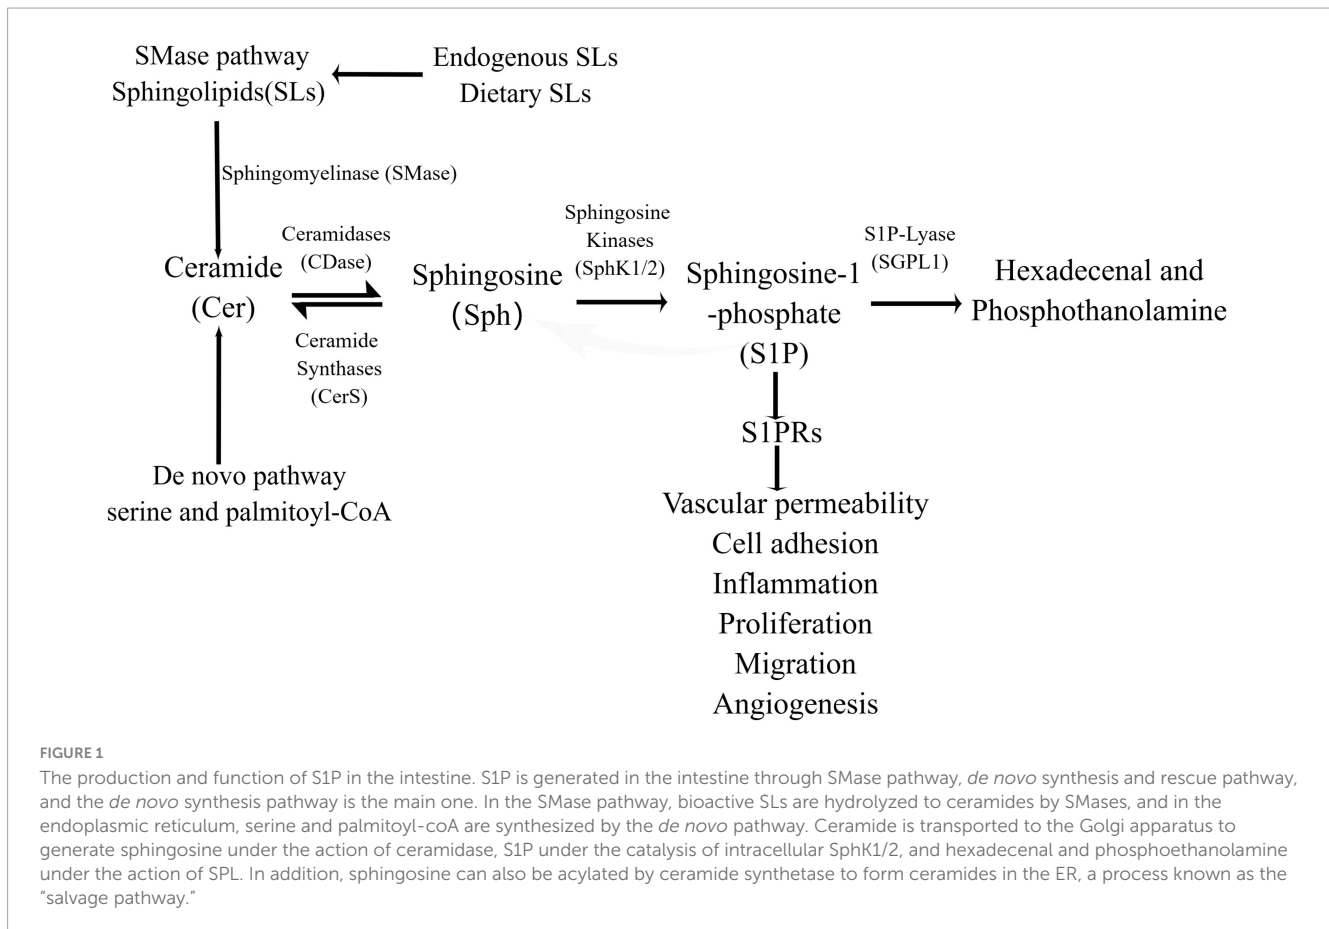 SMase pathway
Sphingolipids(SLs)
Endogenous SLs
Dietary SLs
Sphingomyelinase (SMase)
Ceramide
(Cer)
Ceramidases
(CDase)
Ceramide
Synthases
(CerS)
Sphingosine
(Sph)
Sphingosine
Kinases
(SphK1/2)
Sphingosine-1
-phosphate
(S1P)
S1P-Lyase
(SGPL1)
Hexadecenal and
Phosphothanolamine
De novo pathway
serine and palmitoyl-CoA
S1PRs
Vascular permeability
Cell adhesion
Inflammation
Proliferation
Migration
Angiogenesis
FIGURE 1
The production and function of S1P in the intestine. S1P is generated in the intestine through SMase pathway, de novo synthesis and rescue pathway,
and the de novo synthesis pathway is the main one. In the SMase pathway, bioactive SLs are hydrolyzed to ceramides by SMases, and in the
endoplasmic reticulum, serine and palmitoyl-coA are synthesized by the de novo pathway. Ceramide is transported to the Golgi apparatus to
generate sphingosine under the action of ceramidase, S1P under the catalysis of intracellular SphK1/2, and hexadecenal and phosphoethanolamine
under the action of SPL. In addition, sphingosine can also be acylated by ceramide synthetase to form ceramides in the ER, a process known as the
“salvage pathway.”